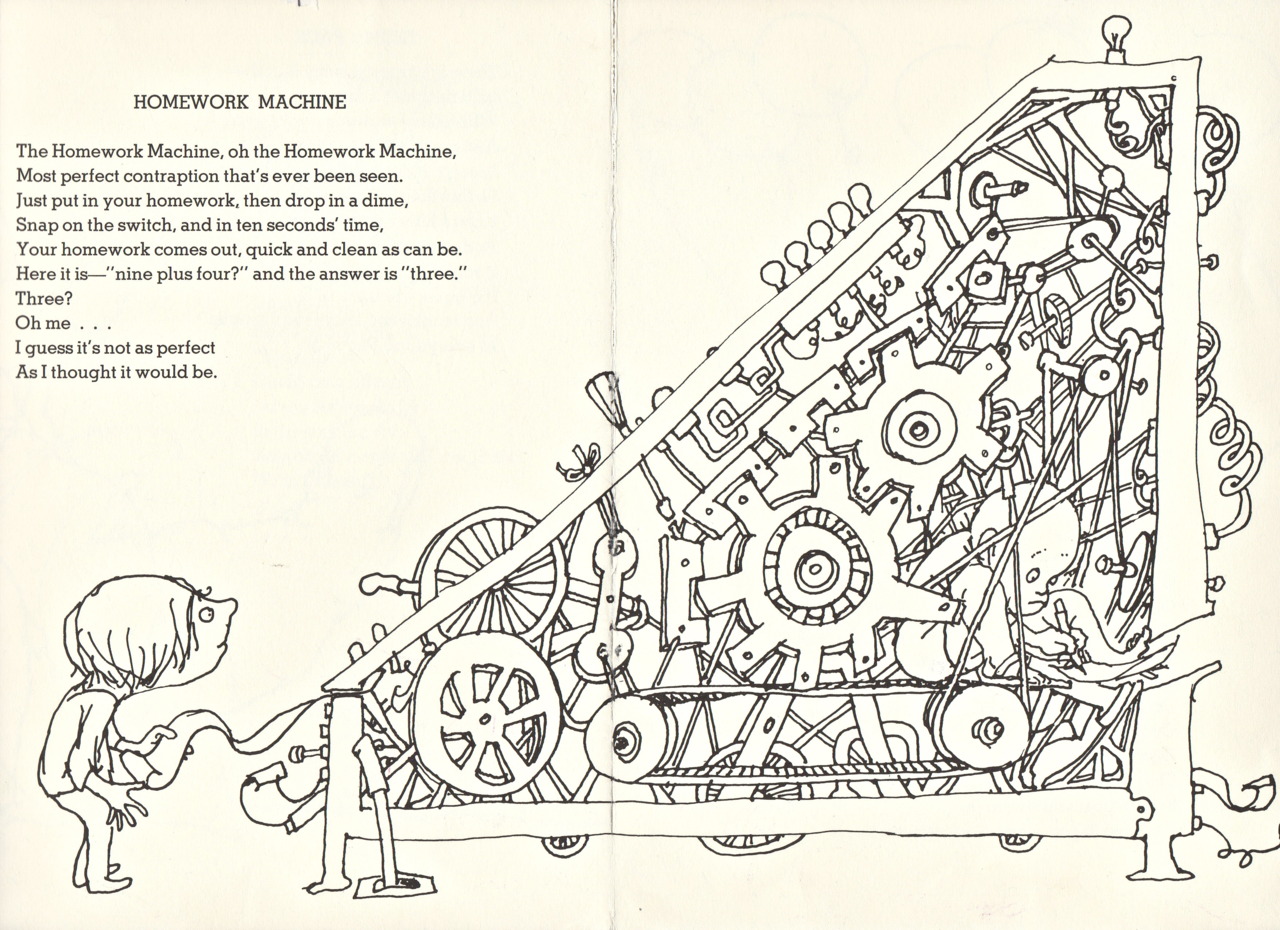 HOMEWORK MACHINE
The Homework Machine, oh the Homework Machine,
Most perfect contraption that's ever been seen.
Just put in your homework, then drop in a dime,
Snap on the switch, and in ten seconds' time,
Your homework comes out, quick and clean as can be.
Here it is—"nine plus four?" and the answer is "three."
Three?
Oh me . . .
I guess it's not as perfect
As I thought it would be.